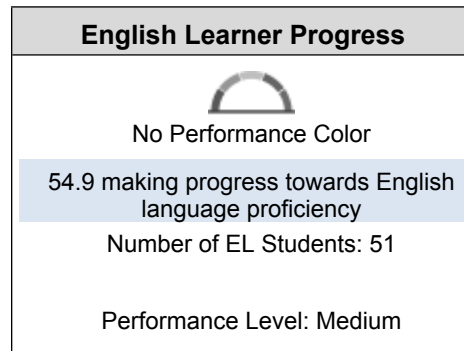 English Learner Progress
No Performance Color
54.9 making progress towards English
language proficiency
Number of EL Students: 51
Performance Level: Medium